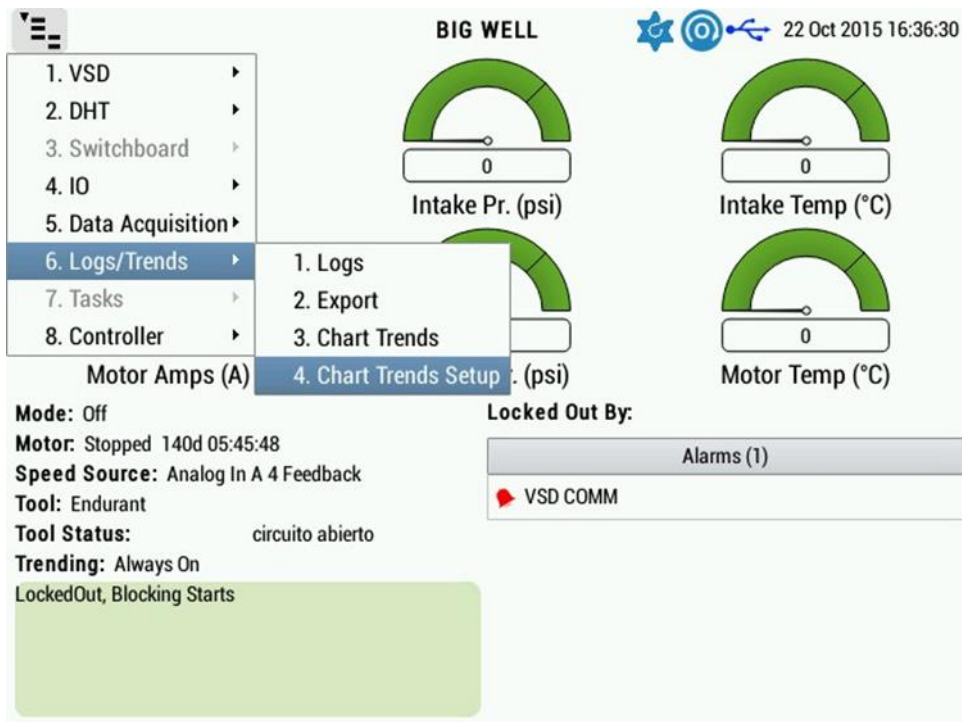 BIG WELL
22 Oct 2015 16:36:30
1. VSD
2. DHT
3. Switchboard
4. IO
5. Data Acquisition
6. Logs/Trends
7. Tasks
8. Controller
1. Logs
2. Export
3. Chart Trends
4. Chart Trends Setup
0
Intake Pr. (psi)
0
Intake Temp (°C)
Motor Amps (A)
. (psi)
0
Motor Temp (°C)
Mode: Off
Motor: Stopped 140d 05:45:48
Speed Source: Analog In A 4 Feedback
Tool: Endurant
Tool Status: circuito abierto
Trending: Always On
LockedOut, Blocking Starts
Locked Out By:
Alarms (1)
VSD COMM